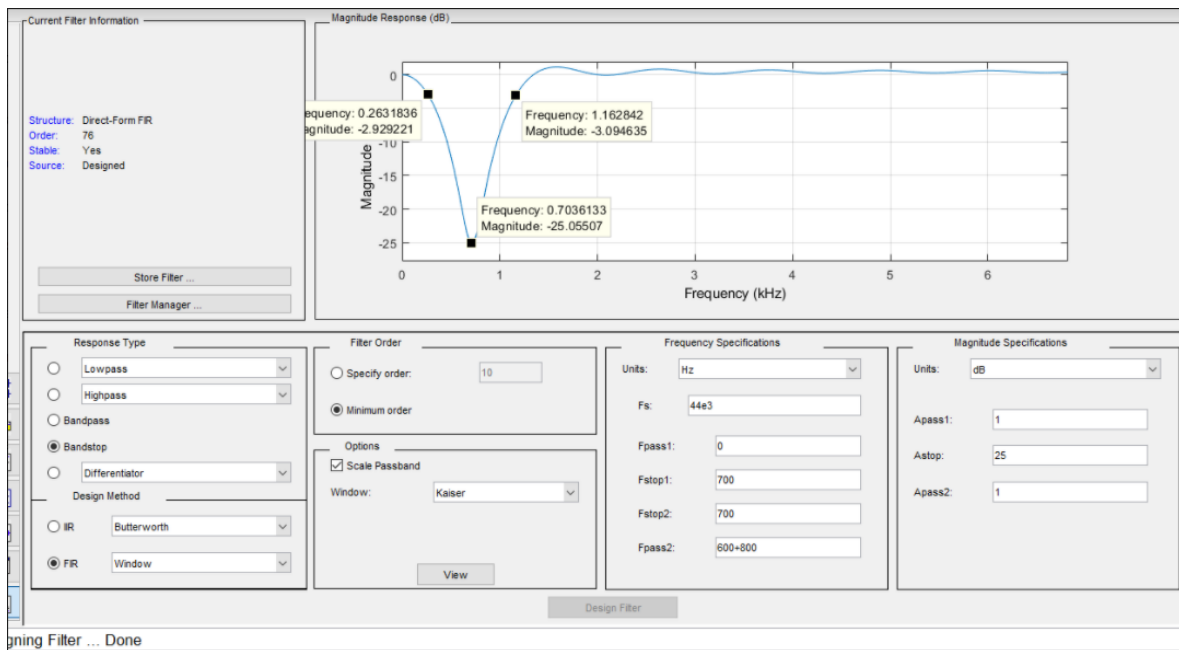 Current Filter Information
Structure: Direct-Form FIR
Order: 76
Stable: Yes
Source: Designed
Store Filter ...
Filter Manager ...
Magnitude Response (dB)
0
-10
-15
-20
-25
Magnitude
equency: 0.2631836
agnitude: -2.929221
Frequency: 1.162842
Magnitude: -3.094635
Frequency: 0.7036133
Magnitude: -25.05507
0 1 2 3 4 5 6
Frequency (kHz)
Response Type
Lowpass
Highpass
Bandpass
Bandstop
Differentiator
Design Method
IIR Butterworth
FIR Window
Filter Order
Specify order: 10
Minimum order
Options
Scale Passband
Window: Kaiser
View
Frequency Specifications
Units: Hz
Fs: 44e3
Fpass1: 0
Fstop1: 700
Fstop2: 700
Fpass2: 600+800
Magnitude Specifications
Units: dB
Apass1: 1
Astop: 25
Apass2: 1
Design Filter
gning Filter ... Done